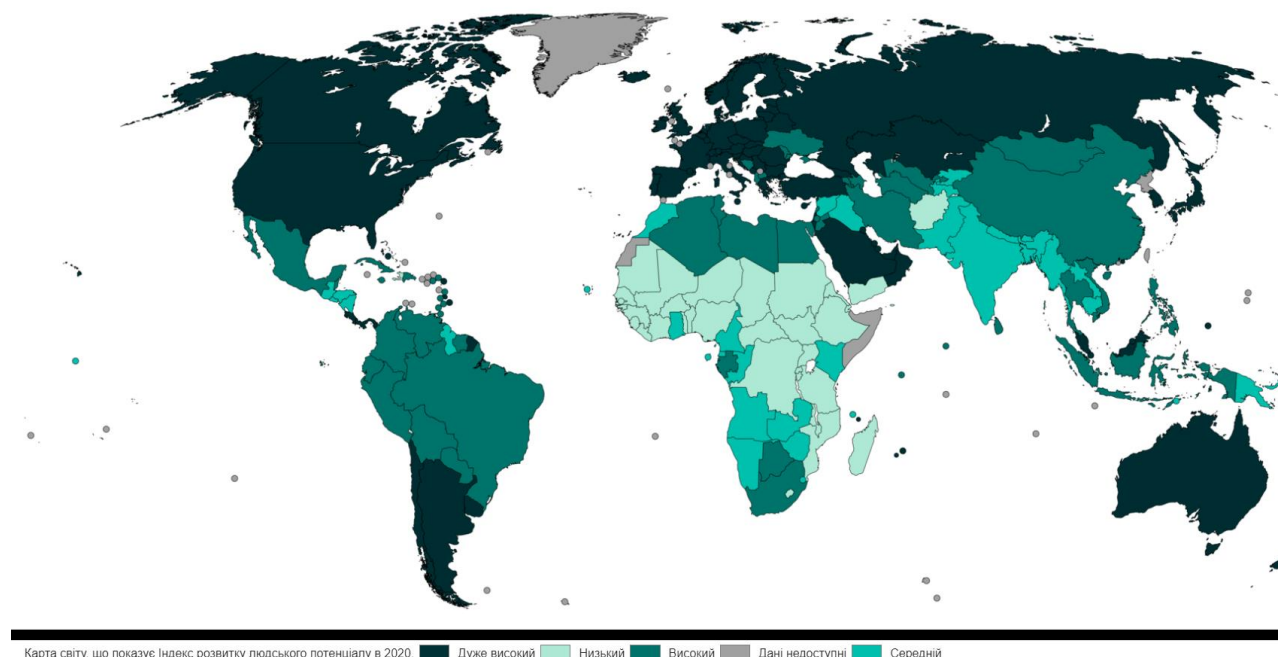 Карта світу, що показує Індекс розвитку людського потенціалу в 2020. Дуже високий Низький Високий Дані недоступні Середній